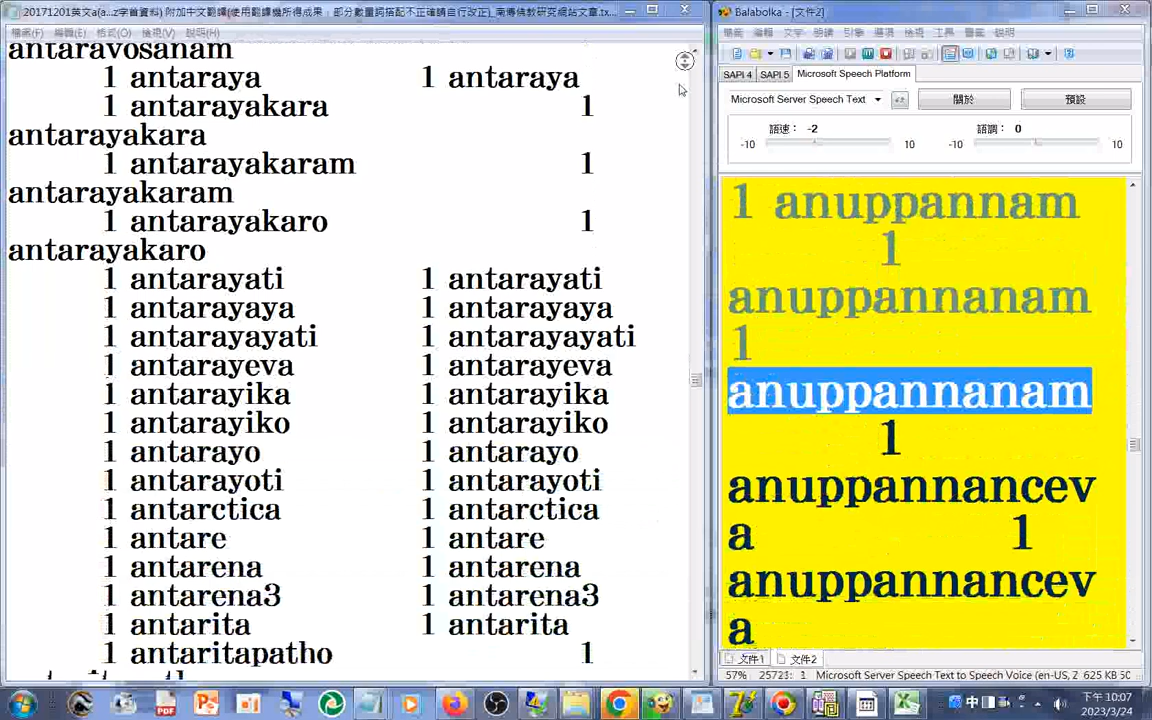 20171201英文a(a...z字首資料) 附加中文翻譯(使用翻譯機所得成果，部分數量詞搭配不正確請自行改正)_南傳佛教研究網站文章.tx...
檔案(F) 編輯(E) 格式(O) 檢視(V) 說明(H)
antaravosanam
1 antaraya 1 antaraya
1 antarayakara 1
antarayakara
1 antarayakaram 1
antarayakaram
1 antarayakaro 1
antarayakaro
1 antarayati 1 antarayati
1 antarayaya 1 antarayaya
1 antarayayati 1 antarayayati
1 antarayeva 1 antarayeva
1 antarayika 1 antarayika
1 antarayiko 1 antarayiko
1 antarayo 1 antarayo
1 antarayoti 1 antarayoti
1 antarctica 1 antarctica
1 antare 1 antare
1 antarena 1 antarena
1 antarena3 1 antarena3
1 antarita 1 antarita
1 antaritapatho 1
Balabolka - [文件2]
檔案 編輯 文字 朗讀 引擎 選項 檢視 工具 視窗 說明
SAPI 4 SAPI 5 Microsoft Speech Platform
Microsoft Server Speech Text 關於 預設
語速： -2 語調： 0
-10 10 -10 10
1 anuppannam
1
anuppannanam
1
anuppannanam
1
anuppannancev
a 1
anuppannancev
a
文件1 文件2
57% 25723: 1 Microsoft Server Speech Text to Speech Voice (en-US, Z 625 KB
中
下午 10:07
2023/3/24